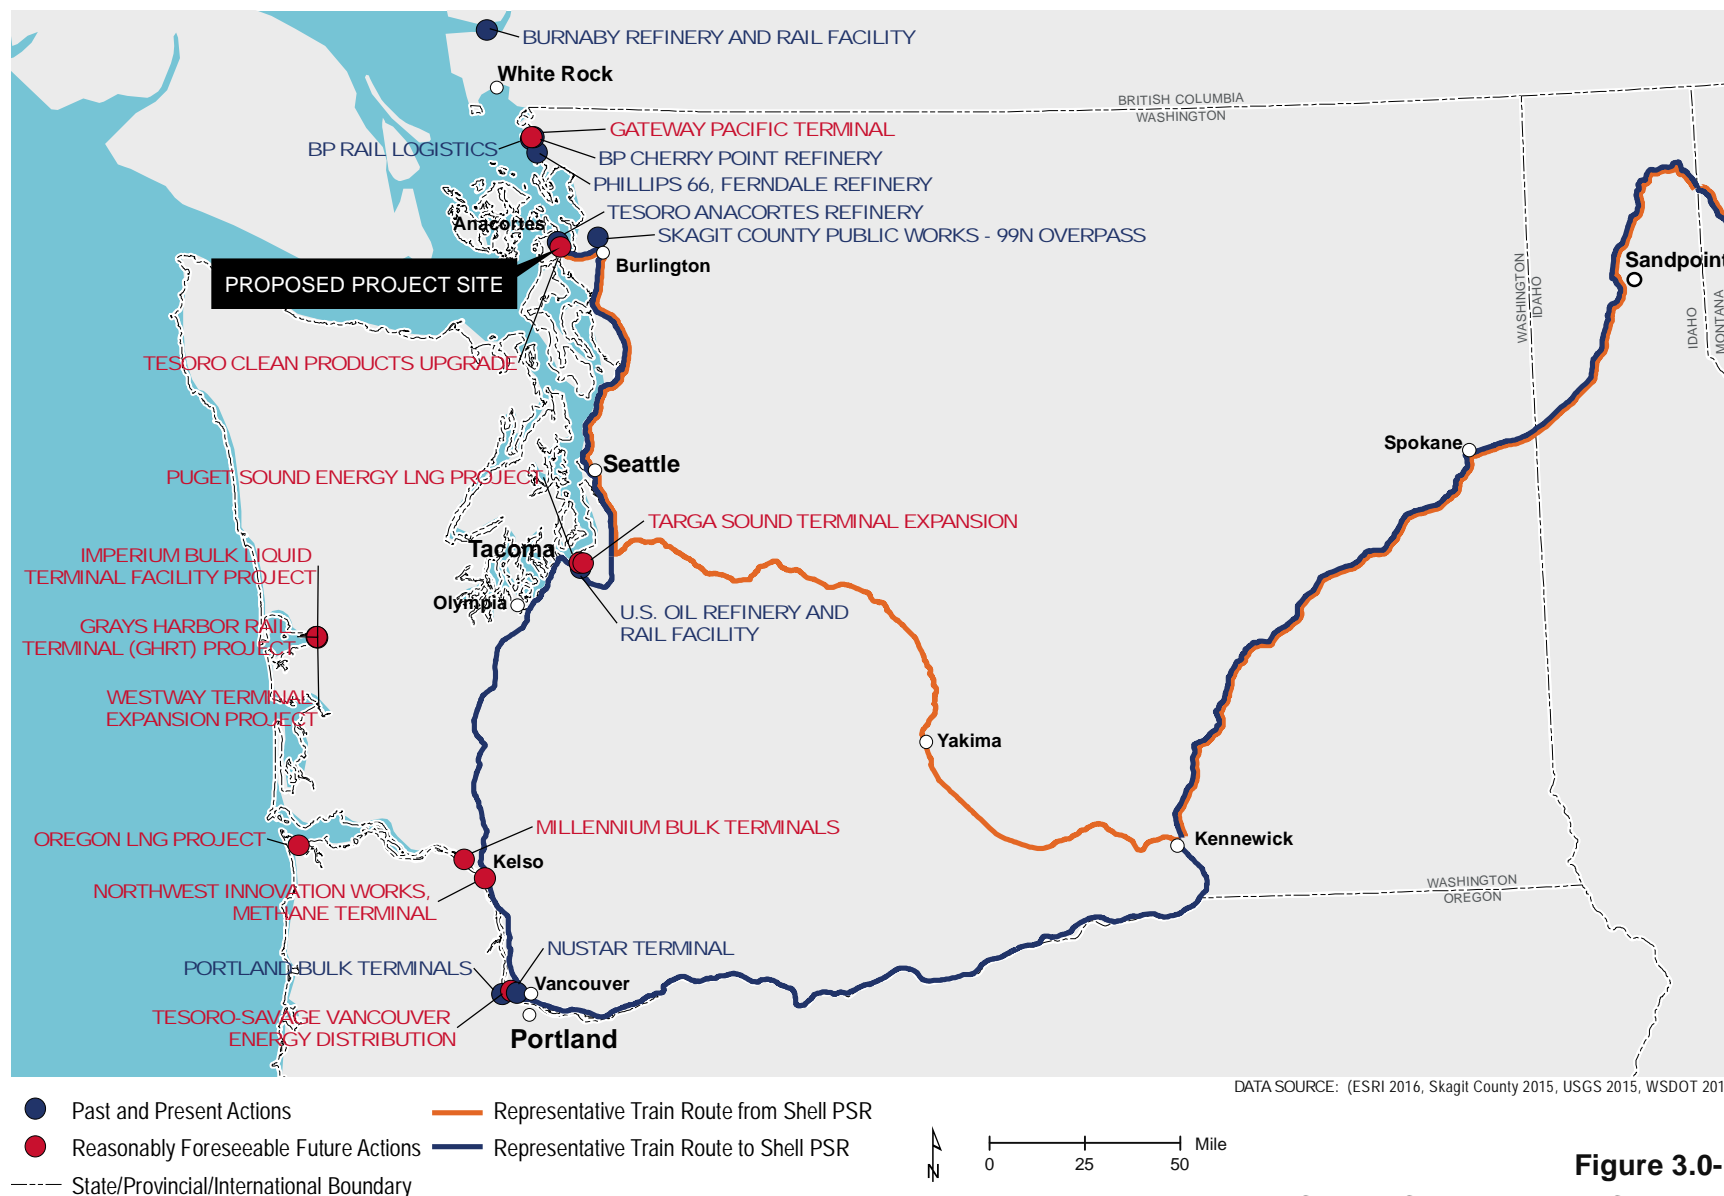 BURNABY REFINERY AND RAIL FACILITY
White Rock
BRITISH COLUMBIA
WASHINGTON
GATEWAY PACIFIC TERMINAL
BP RAIL LOGISTICS
BP CHERRY POINT REFINERY
PHILLIPS 66, FERNDALE REFINERY
TESORO ANACORTES REFINERY
Anacortes
SKAGIT COUNTY PUBLIC WORKS - 99N OVERPASS
Burlington
PROPOSED PROJECT SITE
Sandpoint
WASHINGTON
IDAHO
IDAHO
MONTANA
TESORO CLEAN PRODUCTS UPGRADE
Spokane
Seattle
PUGET SOUND ENERGY LNG PROJECT
TARGA SOUND TERMINAL EXPANSION
Tacoma
IMPERIUM BULK LIQUID
TERMINAL FACILITY PROJECT
Olympia
U.S. OIL REFINERY AND
RAIL FACILITY
GRAYS HARBOR RAIL
TERMINAL (GHRT) PROJECT
WESTWAY TERMINAL
EXPANSION PROJECT
Yakima
OREGON LNG PROJECT
MILLENNIUM BULK TERMINALS
Kennewick
Kelso
NORTHWEST INNOVATION WORKS,
METHANE TERMINAL
WASHINGTON
OREGON
NUSTAR TERMINAL
PORTLAND BULK TERMINALS
Vancouver
TESORO-SAVAGE VANCOUVER
ENERGY DISTRIBUTION
Portland
DATA SOURCE: (ESRI 2016, Skagit County 2015, USGS 2015, WSDOT 201
Past and Present Actions
Representative Train Route from Shell PSR
Reasonably Foreseeable Future Actions
Representative Train Route to Shell PSR
State/Provincial/International Boundary
N
Mile
0 25 50
Figure 3.0-